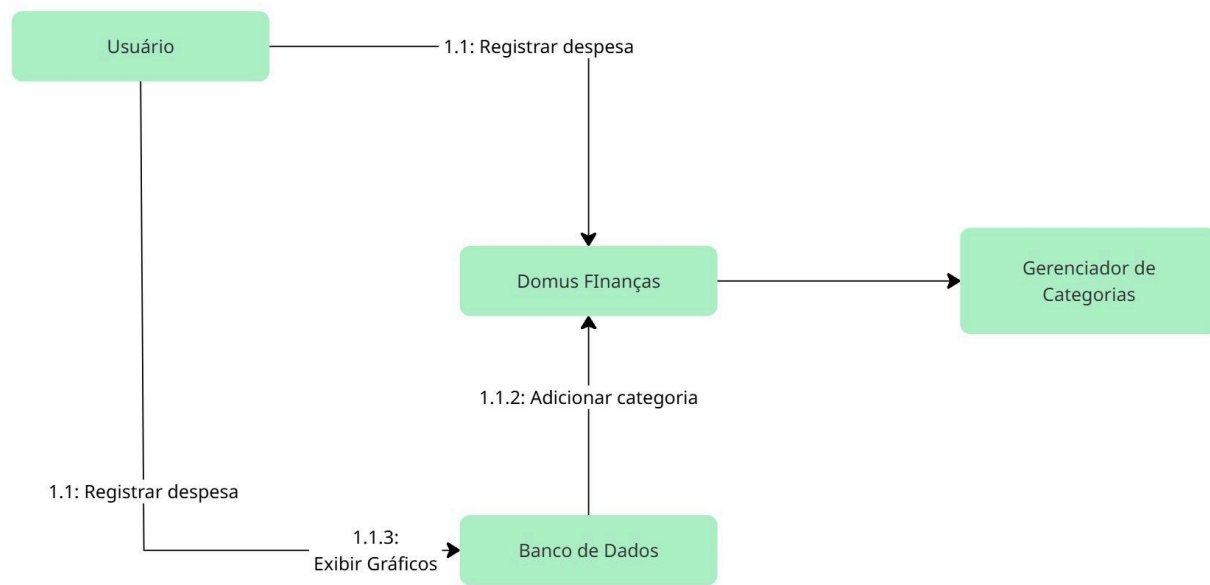 Usuário
1.1: Registrar despesa
Domus FInanças
Gerenciador de
Categorias
1.1.2: Adicionar categoria
1.1: Registrar despesa
1.1.3:
Exibir Gráficos
Banco de Dados